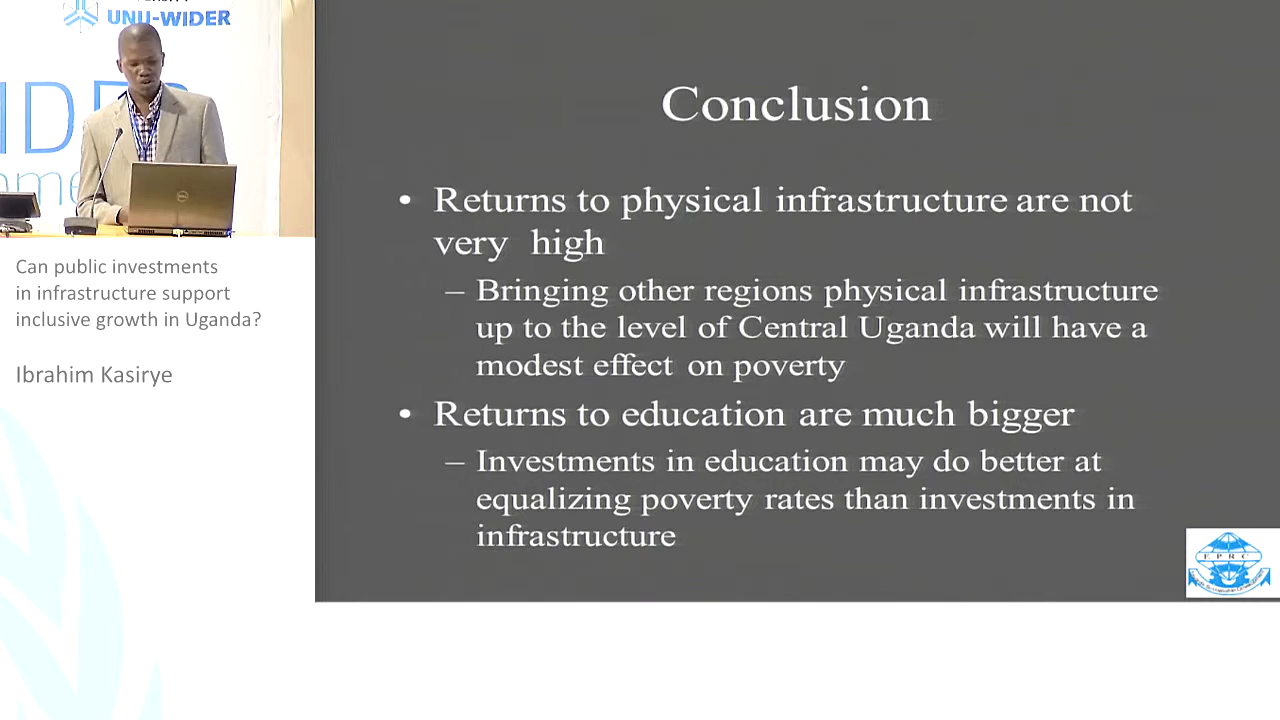 UNU-WIDER
Can public investments
in infrastructure support
inclusive growth in Uganda?
Ibrahim Kasirye
Conclusion
• Returns to physical infrastructure are not
very high
– Bringing other regions physical infrastructure
up to the level of Central Uganda will have a
modest effect on poverty
• Returns to education are much bigger
– Investments in education may do better at
equalizing poverty rates than investments in
infrastructure
EPRC